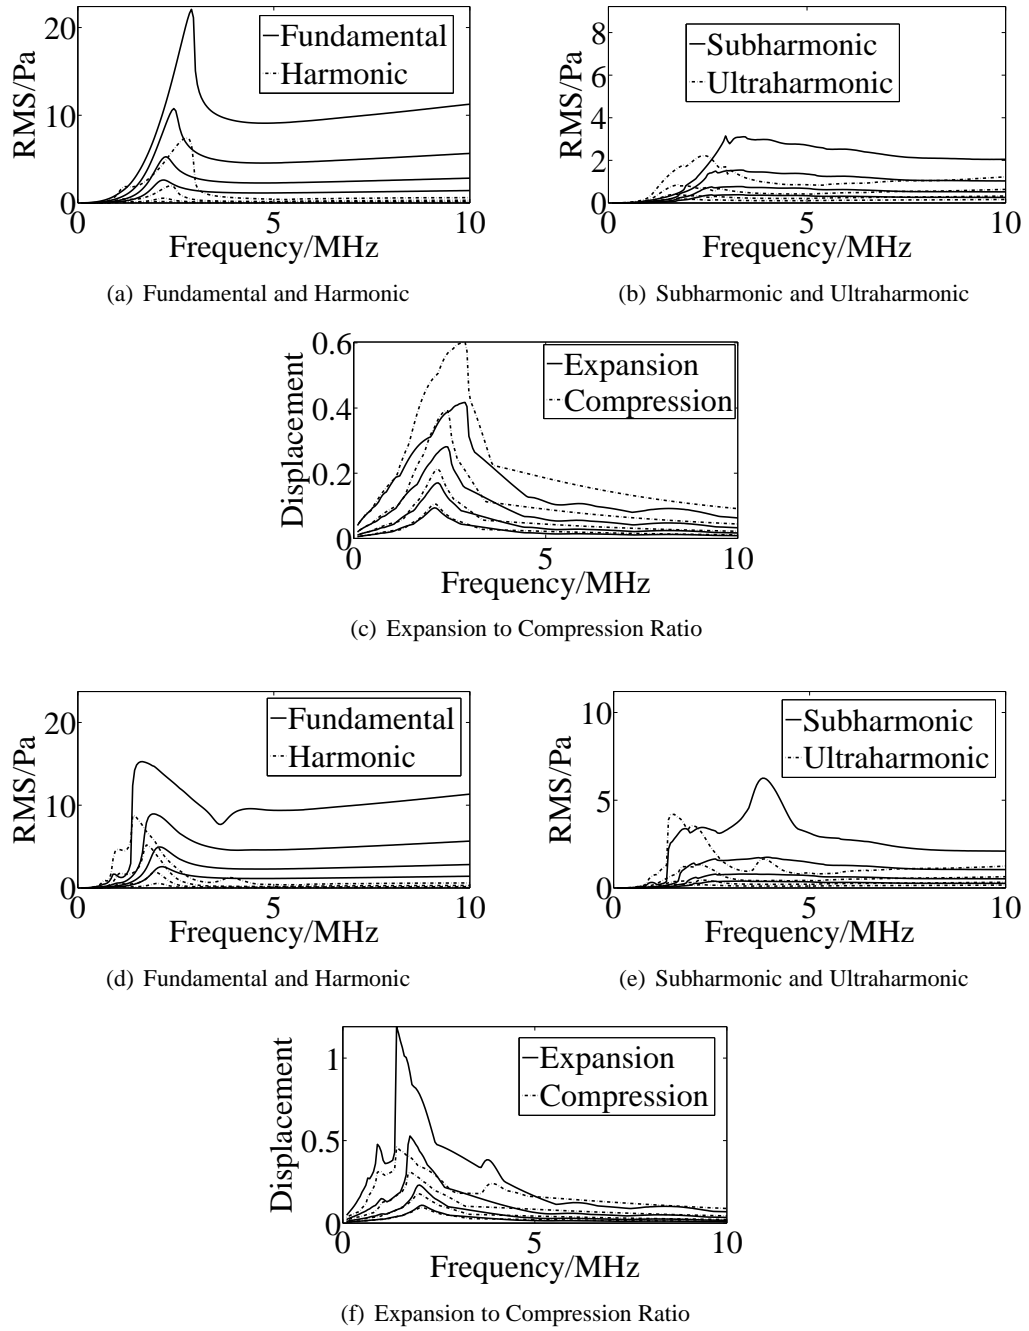 RMS/Pa
20
10
0
Fundamental
Harmonic
0 5 10
Frequency/MHz
(a) Fundamental and Harmonic
RMS/Pa
8
6
4
2
0
Subharmonic
Ultraharmonic
0 5 10
Frequency/MHz
(b) Subharmonic and Ultraharmonic
Displacement
0.6
0.4
0.2
0
Expansion
Compression
0 5 10
Frequency/MHz
(c) Expansion to Compression Ratio
RMS/Pa
20
10
0
Fundamental
Harmonic
0 5 10
Frequency/MHz
(d) Fundamental and Harmonic
RMS/Pa
10
5
0
Subharmonic
Ultraharmonic
0 5 10
Frequency/MHz
(e) Subharmonic and Ultraharmonic
Displacement
1
0.5
0
Expansion
Compression
0 5 10
Frequency/MHz
(f) Expansion to Compression Ratio